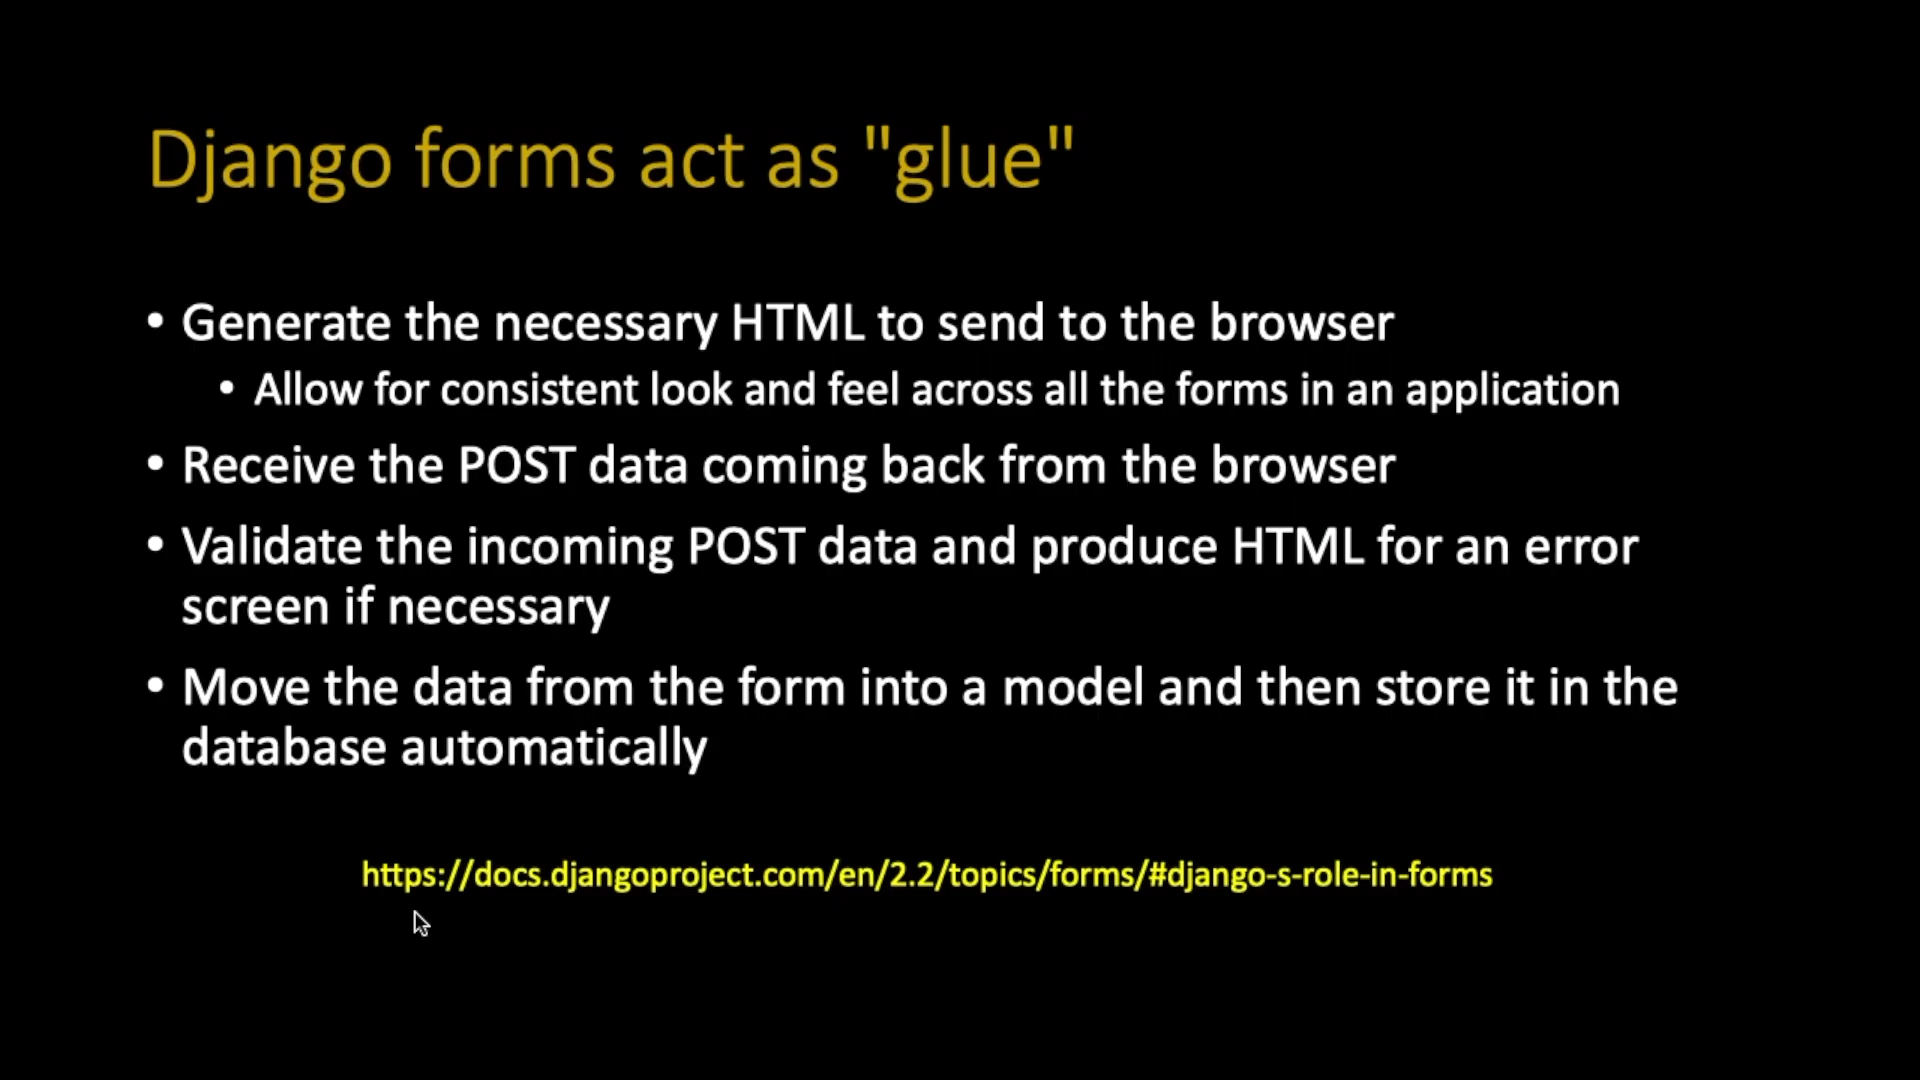 Django forms act as "glue"
• Generate the necessary HTML to send to the browser
• Allow for consistent look and feel across all the forms in an application
• Receive the POST data coming back from the browser
• Validate the incoming POST data and produce HTML for an error
screen if necessary
• Move the data from the form into a model and then store it in the
database automatically
https://docs.djangoproject.com/en/2.2/topics/forms/#django-s-role-in-forms